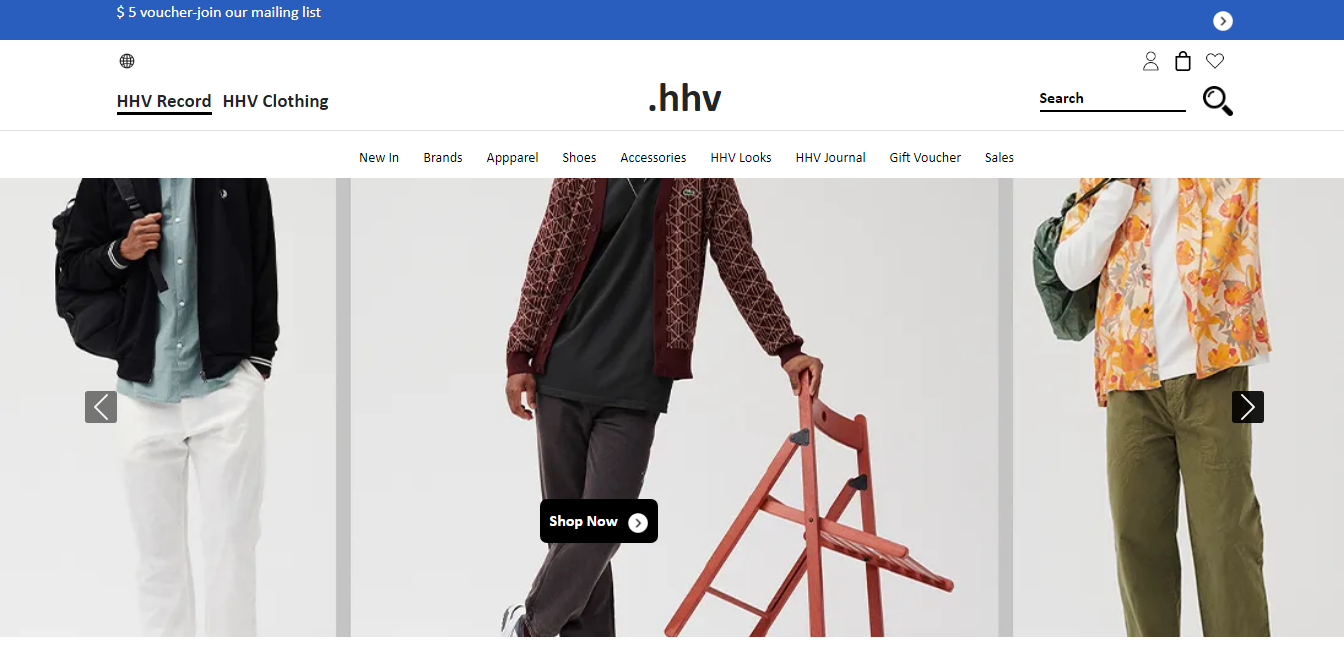 $ 5 voucher-join our mailing list
HHV Record HHV Clothing
.hhv
Search
New In Brands Appparel Shoes Accessories HHV Looks HHV Journal Gift Voucher Sales
Shop Now